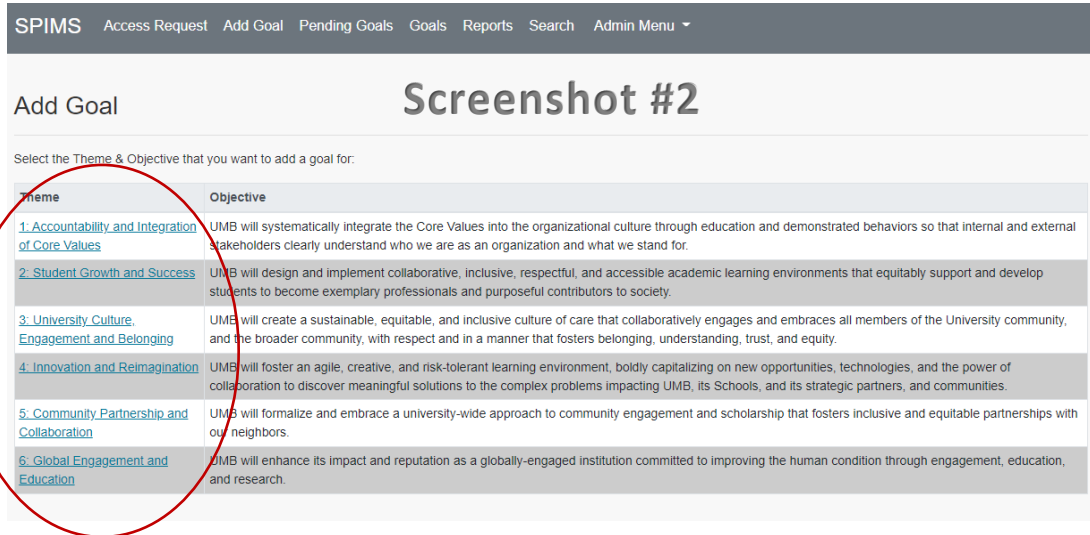 SPIMS Access Request Add Goal Pending Goals Goals Reports Search Admin Menu
Add Goal
Screenshot #2
Select the Theme & Objective that you want to add a goal for:
Theme Objective
1: Accountability and Integration UMB will systematically integrate the Core Values into the organizational culture through education and demonstrated behaviors so that internal and external
of Core Values stakeholders clearly understand who we are as an organization and what we stand for.
2: Student Growth and Success UMB will design and implement collaborative, inclusive, respectful, and accessible academic learning environments that equitably support and develop
students to become exemplary professionals and purposeful contributors to society.
3: University Culture, UMB will create a sustainable, equitable, and inclusive culture of care that collaboratively engages and embraces all members of the University community,
Engagement and Belonging and the broader community, with respect and in a manner that fosters belonging, understanding, trust, and equity.
4: Innovation and Reimagination UMB will foster an agile, creative, and risk-tolerant learning environment, boldly capitalizing on new opportunities, technologies, and the power of
collaboration to discover meaningful solutions to the complex problems impacting UMB, its Schools, and its strategic partners, and communities.
5: Community Partnership and UMB will formalize and embrace a university-wide approach to community engagement and scholarship that fosters inclusive and equitable partnerships with
Collaboration our neighbors.
6: Global Engagement and UMB will enhance its impact and reputation as a globally-engaged institution committed to improving the human condition through engagement, education,
Education and research.